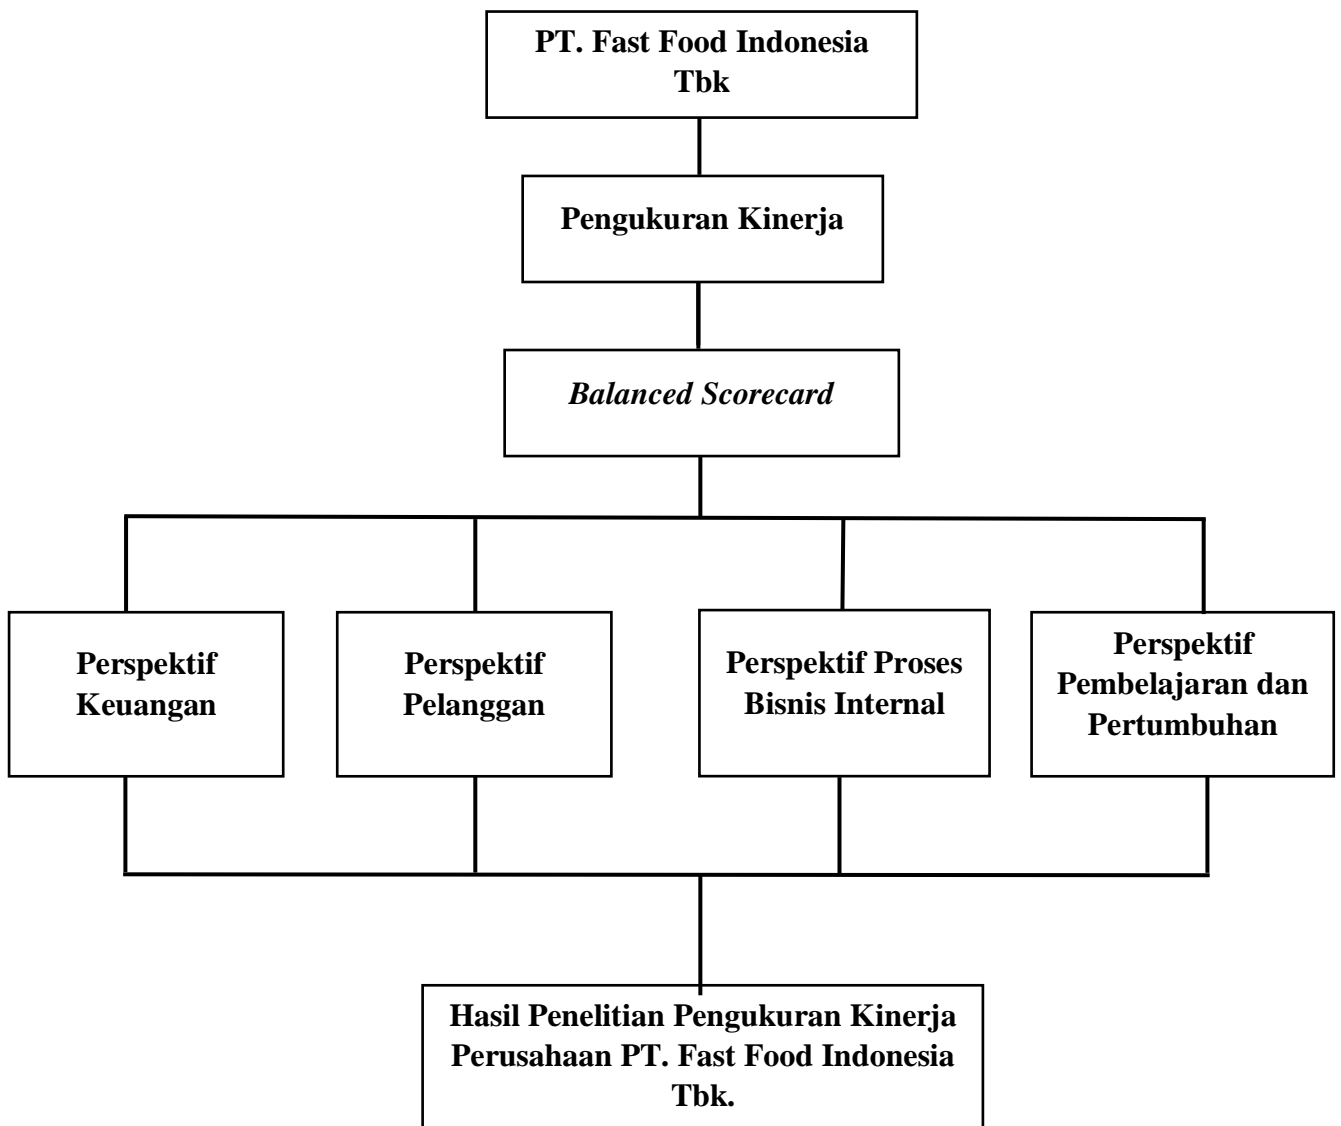 PT. Fast Food Indonesia
Tbk
Pengukuran Kinerja
Balanced Scorecard
Perspektif
Keuangan
Perspektif
Pelanggan
Perspektif Proses
Bisnis Internal
Perspektif
Pembelajaran dan
Pertumbuhan
Hasil Penelitian Pengukuran Kinerja
Perusahaan PT. Fast Food Indonesia
Tbk.